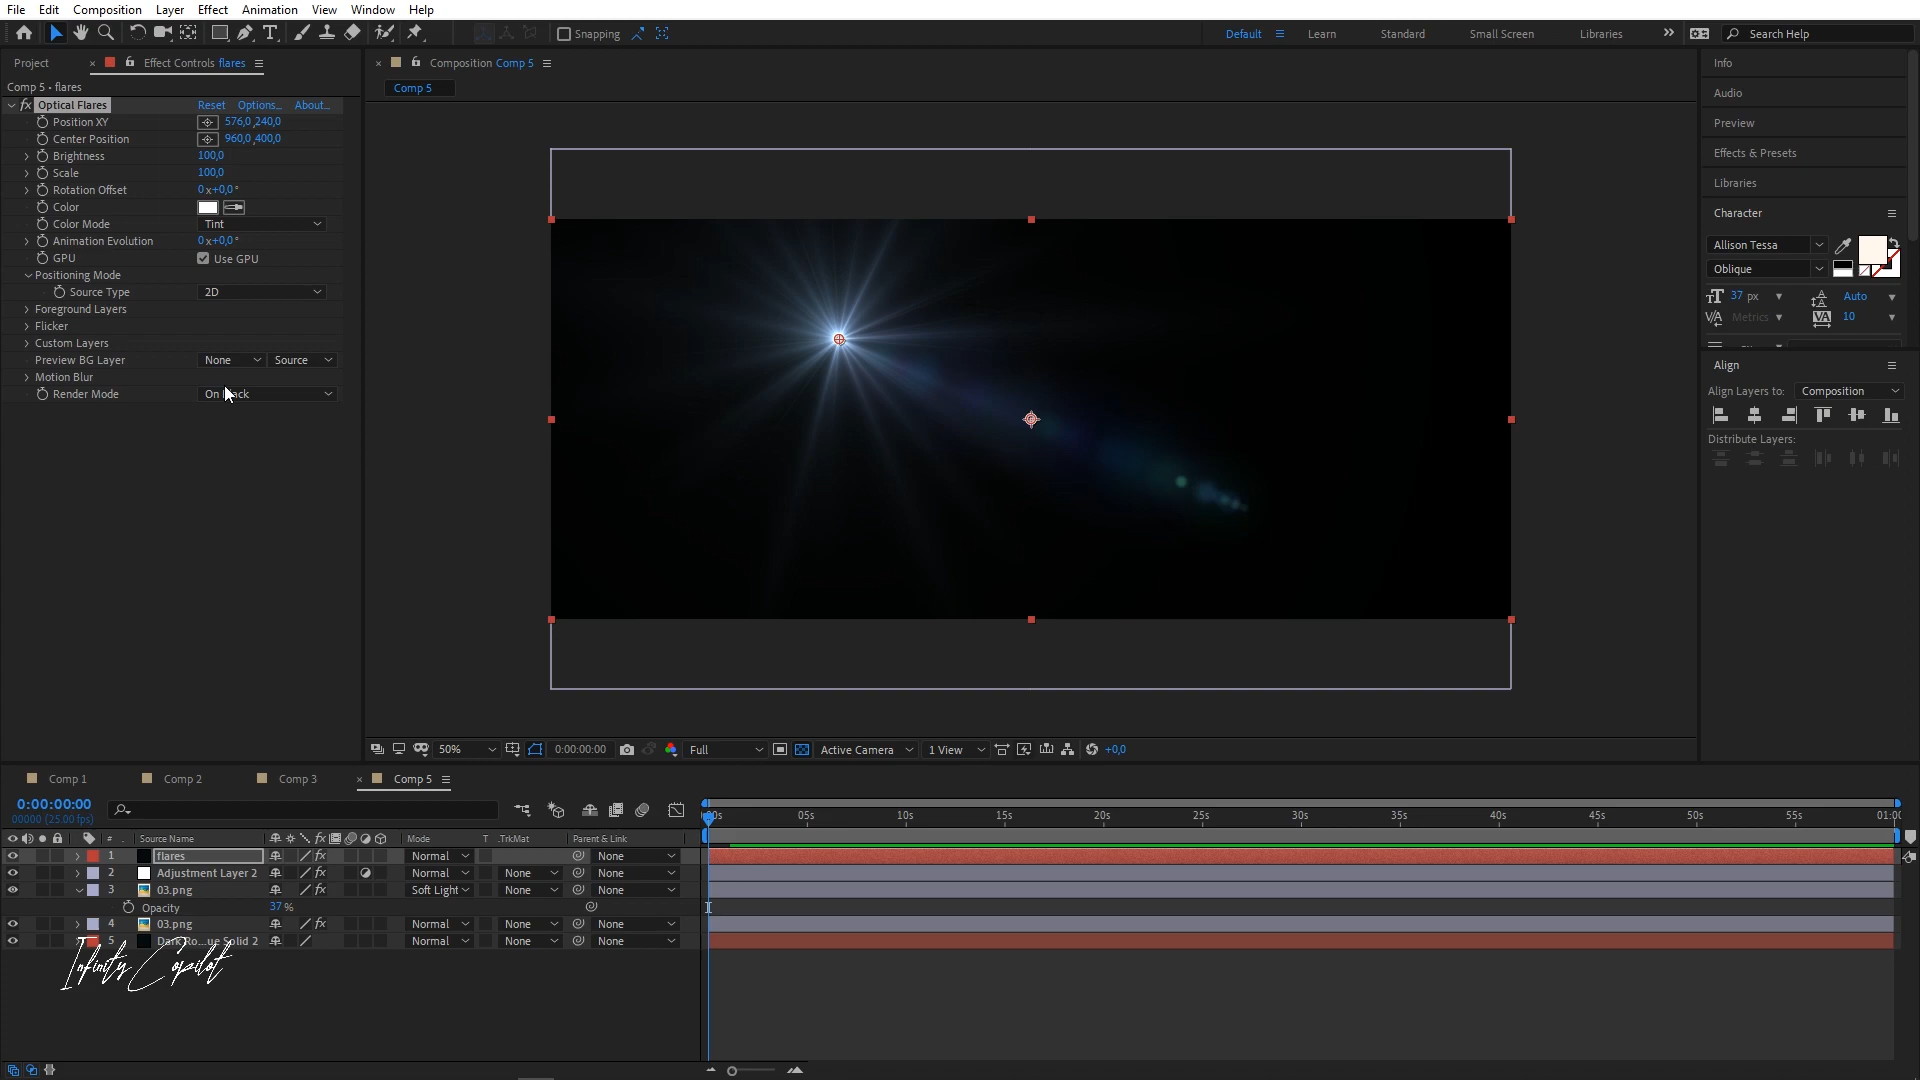 File Edit Composition Layer Effect Animation View Window Help
Snapping Default Learn Standard Small Screen Libraries Search Help
Project Effect Controls flares Composition Comp 5 Info
Comp 5 • flares Comp 5
Optical Flares Reset Options... About...
Position XY 576,0 ,240,0
Center Position 960,0 ,400,0
Brightness 100,0
Scale 100,0
Rotation Offset 0x+0,0°
Color
Color Mode Tint
Animation Evolution 0x+0,0°
GPU Use GPU
Positioning Mode
Source Type 2D
Foreground Layers
Flicker
Custom Layers
Preview BG Layer None Source
Motion Blur
Render Mode
Audio
Preview
Effects & Presets
Libraries
Character
Allison Tessa
Oblique
37 px Auto
Metrics 10
Align
Align Layers to: Composition
Distribute Layers:
50% 0:00:00:00 Full Active Camera 1 View +0,0
Comp 1 Comp 2 Comp 3 Comp 5
0:00:00:00
00000 (25.00 fps)
05s 10s 15s 20s 25s 30s 35s 40s 45s 50s 55s
# Source Name Mode T .TrkMat Parent & Link
1 flares Normal None
2 Adjustment Layer 2 Normal None None
3 03.png Soft Light None None
Opacity 37 %
4 03.png Normal None None
5 Dark Ro...ue Solid 2 Normal None None
Infinity Copilot